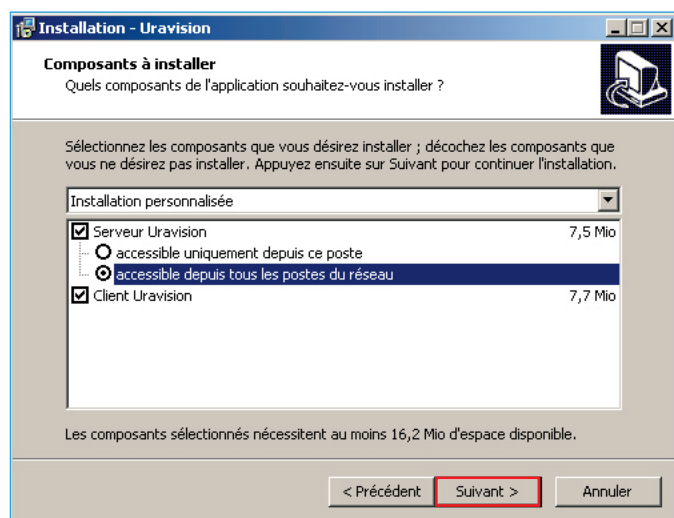 Installation - Uravision
Composants à installer
Quels composants de l'application souhaitez-vous installer ?
Sélectionnez les composants que vous désirez installer ; décochez les composants que
vous ne désirez pas installer. Appuyez ensuite sur Suivant pour continuer l'installation.
Installation personnalisée
Serveur Uravision 7,5 Mio
accessible uniquement depuis ce poste
accessible depuis tous les postes du réseau
Client Uravision 7,7 Mio
Les composants sélectionnés nécessitent au moins 16,2 Mio d'espace disponible.
< Précédent Suivant > Annuler